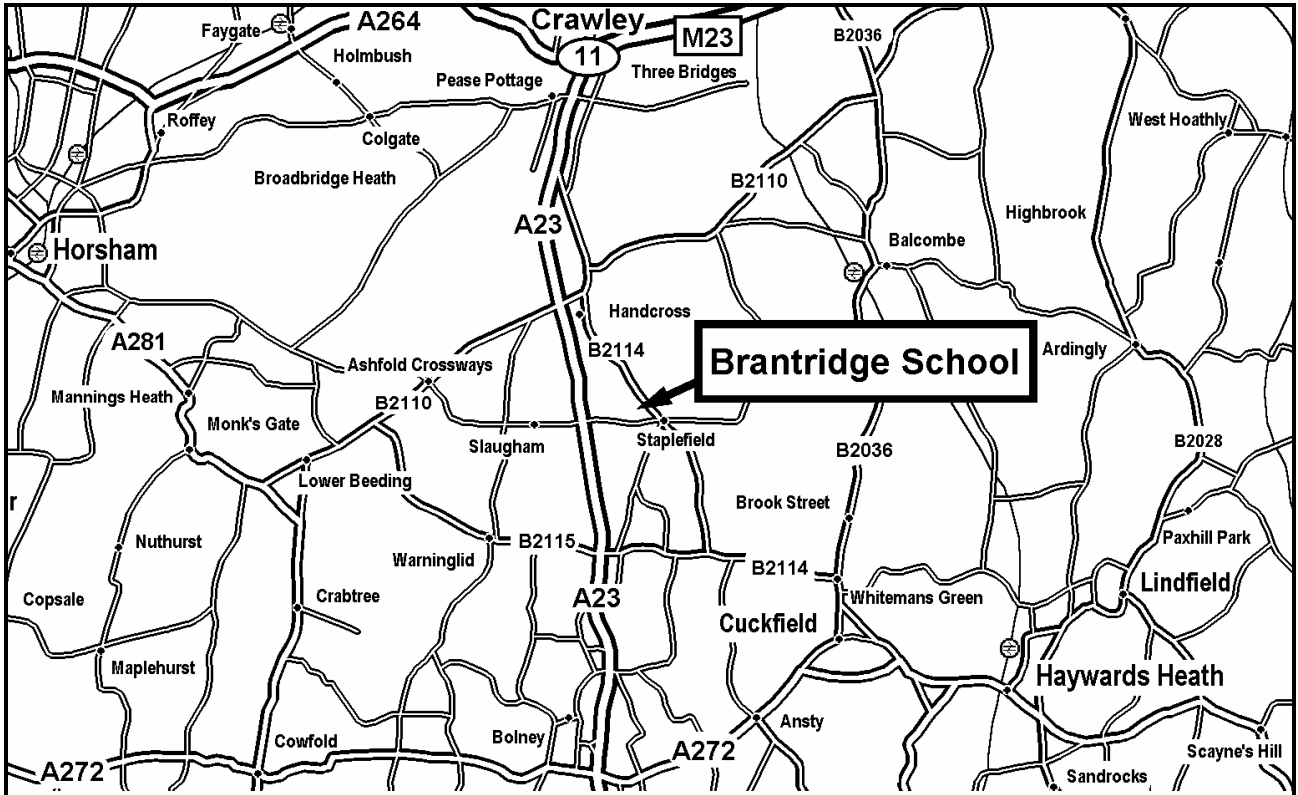 Crawley
Faygate
A264
M23
B2036
11
Holmbush
Three Bridges
Pease Pottage
Roffey
West Hoathly
Colgate
Broadbridge Heath
B2110
Highbrook
A23
Horsham
Balcombe
Handcross
A281
B2114
Brantridge School
Ardingly
Ashfold Crossways
Mannings Heath
B2110
Monk's Gate
Staplefield
Slaugham
B2036
B2028
r
Lower Beeding
Brook Street
Nuthurst
B2115
Warninglid
Paxhill Park
B2114
Lindfield
Copsale
Crabtree
A23
Whitemans Green
Cuckfield
Maplehurst
Haywards Heath
Ansty
Bolney
Cowfold
A272
Scayne's Hill
A272
Sandrocks